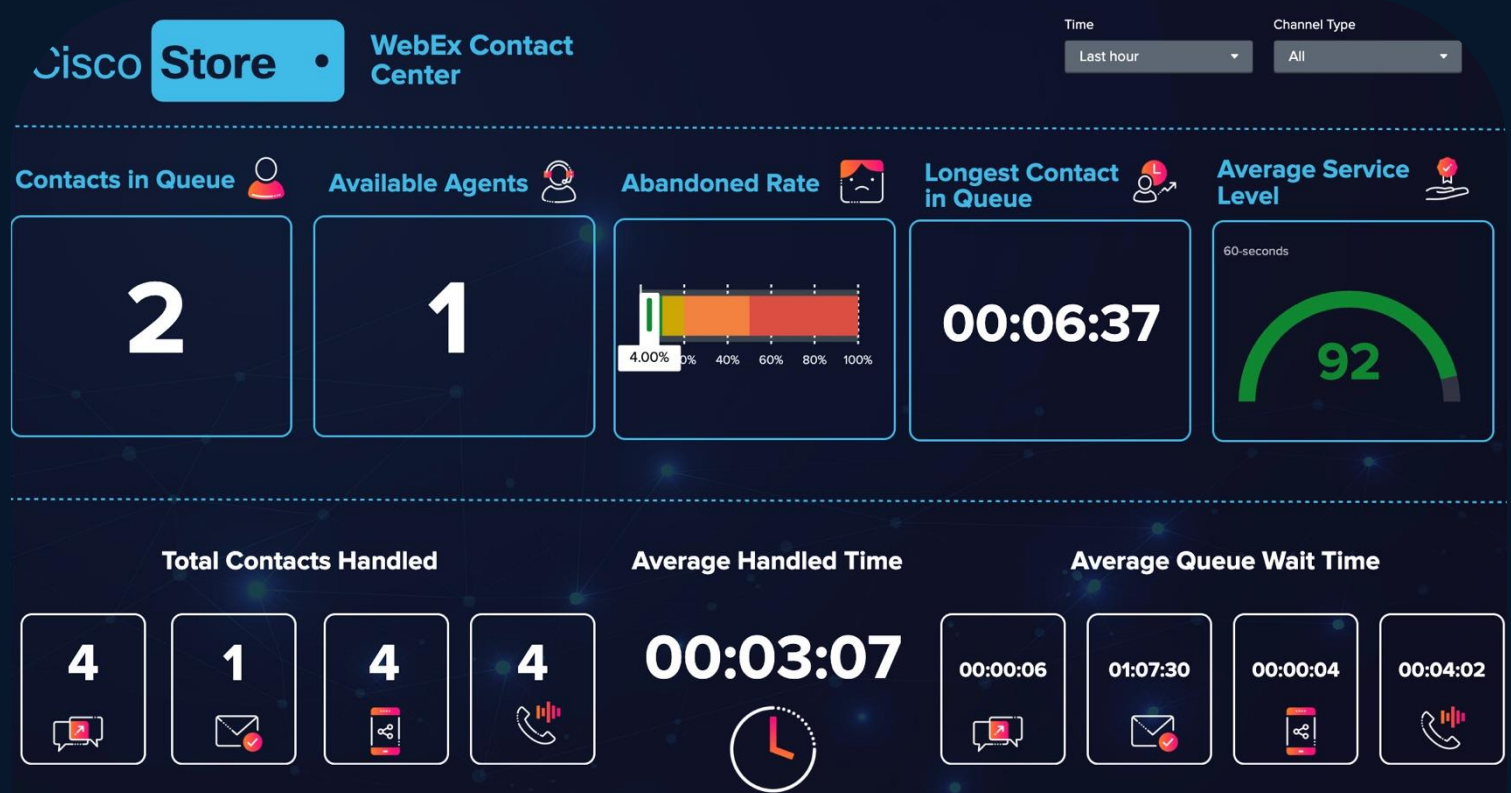 Cisco Store
WebEx Contact
Center
Time
Last hour
Channel Type
All
Contacts in Queue
2
Available Agents
1
Abandoned Rate
4.00%
0% 40% 60% 80% 100%
Longest Contact
in Queue
00:06:37
Average Service
Level
60-seconds
92
Total Contacts Handled
4
1
4
4
Average Handled Time
00:03:07
Average Queue Wait Time
00:00:06
01:07:30
00:00:04
00:04:02